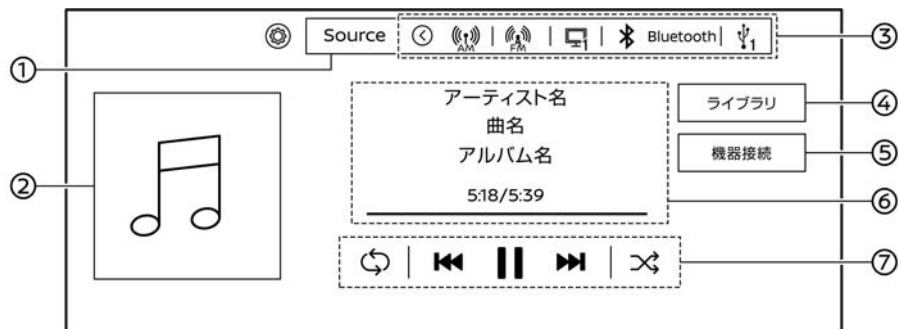 Source AM FM 1 Bluetooth 1
① ③
アーティスト名
曲名
アルバム名
5:18/5:39
ライブラリ ④
機器接続 ⑤
②
⑥
⑦